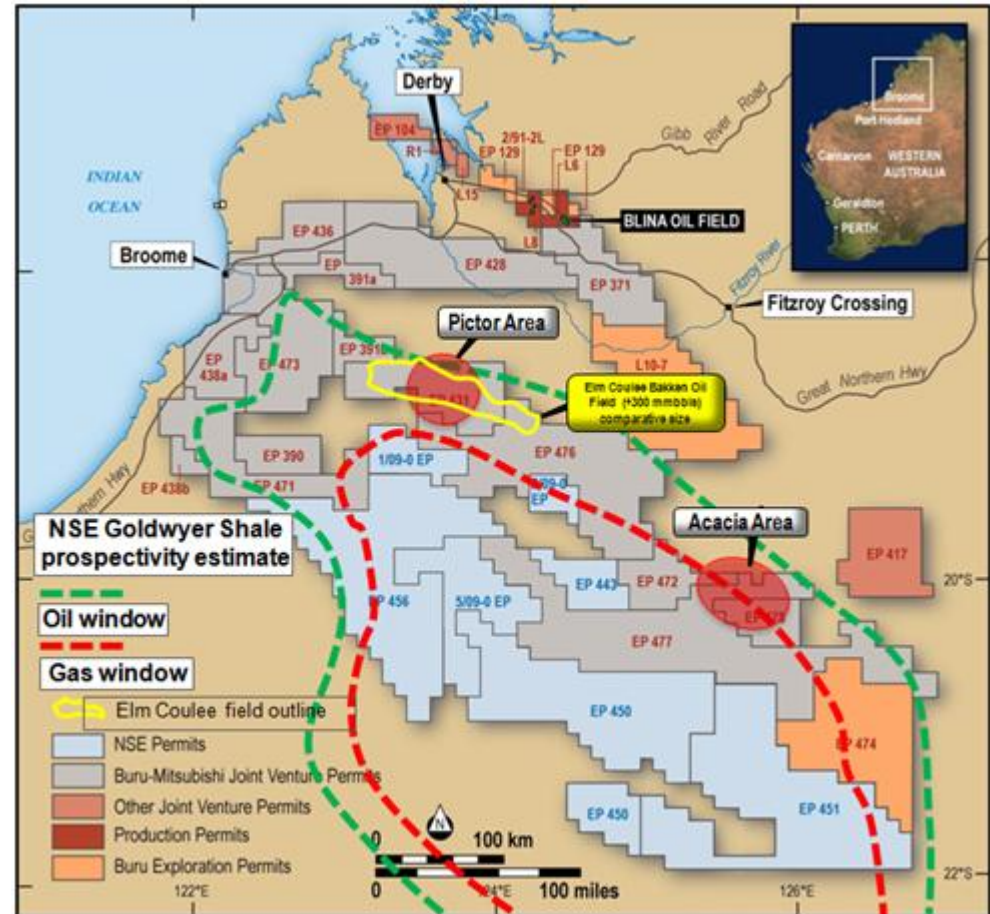 Derby
EP 104
R1
2/91-2L
EP 129
EP 129
L6
L15
L8
Gibb River Road
BLINA OIL FIELD
INDIAN
OCEAN
Broome
EP 436
EP
391a
EP 428
EP 371
Fitzroy River
Fitzroy Crossing
Great Northern Hwy
Pictor Area
EP
438a
EP 473
EP 391b
L10-7
Elm Coulee Bakken Oil
Field (+300 mmbbls)
comparative size
EP 390
EP 438b
EP 471
1/09-0 EP
EP 476
EP
Acacia Area
EP 417
EP 443
EP 472
EP 456
5/09-0 EP
EP 477
EP 450
EP 474
EP 450
EP 451
20°S
22°S
122°E
24°E
126°E
Broome
Port Hedland
Carnarvon
WESTERN
AUSTRALIA
Geraldton
PERTH
NSE Goldwyer Shale
prospectivity estimate
Oil window
Gas window
Elm Coulee field outline
NSE Permits
Buru-Mitsubishi Joint Venture Permits
Other Joint Venture Permits
Production Permits
Buru Exploration Permits
N
0 100 km
0 100 miles